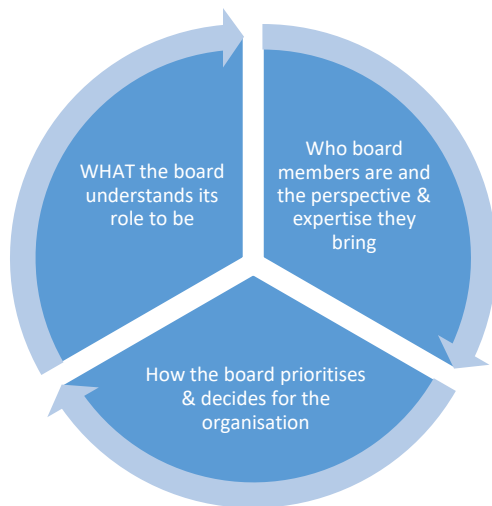 WHAT the board
understands its
role to be
Who board
members are and
the perspective &
expertise they
bring
How the board prioritises
& decides for the
organisation